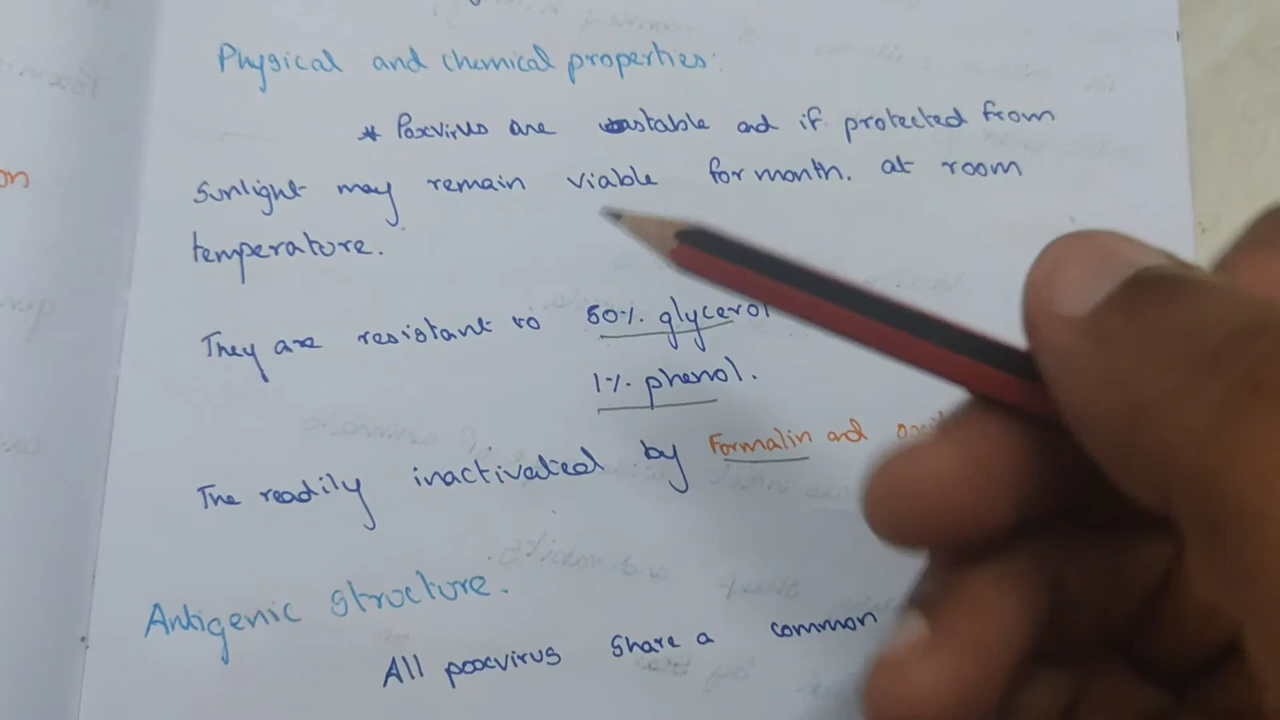 Physical and chemical properties:
* Poxvirus are stable and if protected from
sunlight may remain viable for month. at room
temperature.
They are resistant to 50% glycerol
1% phenol.
The readily inactivated by Formalin and
Antigenic structure.
All poxvirus share a common
on